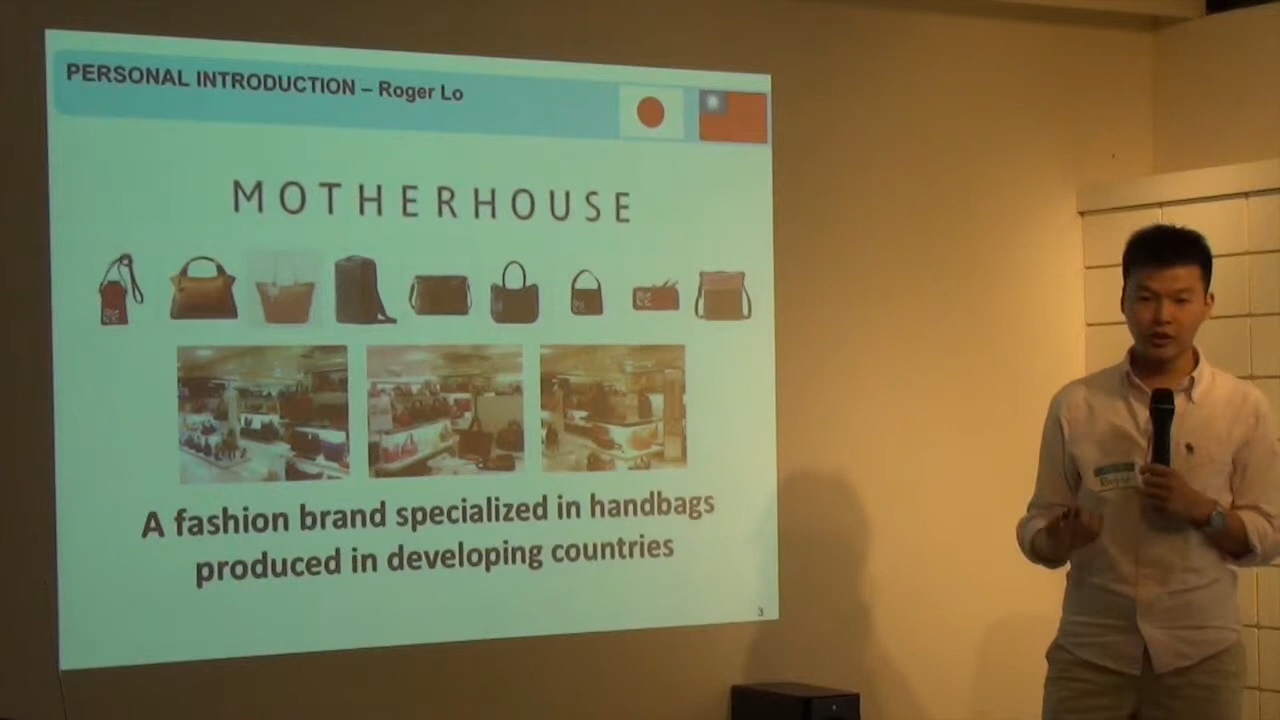 PERSONAL INTRODUCTION – Roger Lo
MOTHERHOUSE
A fashion brand specialized in handbags
produced in developing countries
3